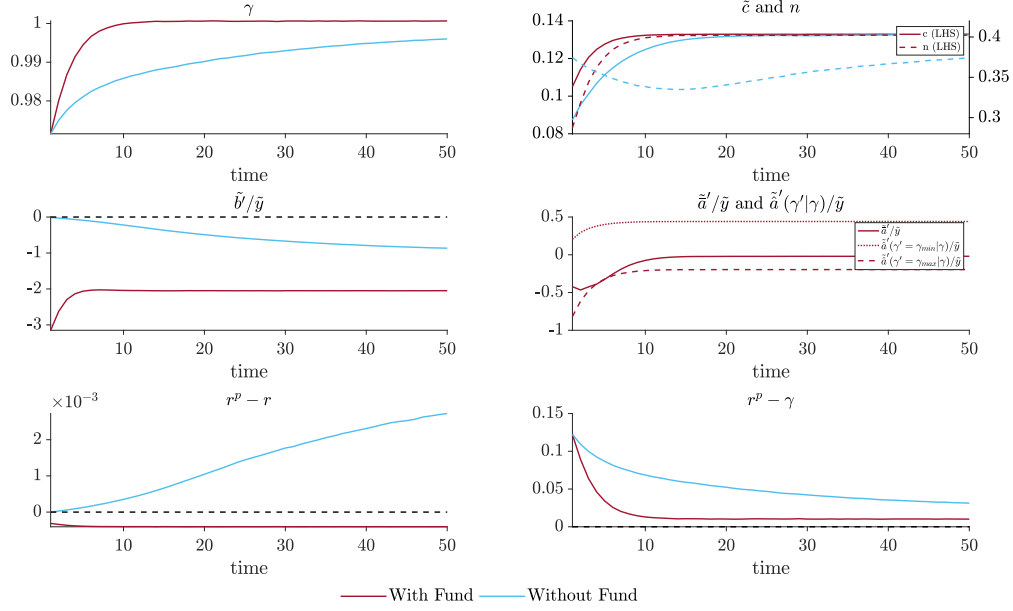 γ
1
0.99
0.98
10 20 30 40 50
time
c̃ and n
0.14
0.12
0.1
0.08
0.4
0.35
0.3
c (LHS)
n (LHS)
10 20 30 40 50
time
b̃′/ỹ
0
-1
-2
-3
10 20 30 40 50
time
ã̄′/ỹ and ã̂′(γ′|γ)/ỹ
0.5
0
-0.5
-1
ã̄′/ỹ
ã̂′(γ′ = γ_min|γ)/ỹ
ã̂′(γ′ = γ_max|γ)/ỹ
10 20 30 40 50
time
×10⁻³
r^p − r
2
1
0
10 20 30 40 50
time
r^p − γ
0.15
0.1
0.05
0
10 20 30 40 50
time
With Fund Without Fund